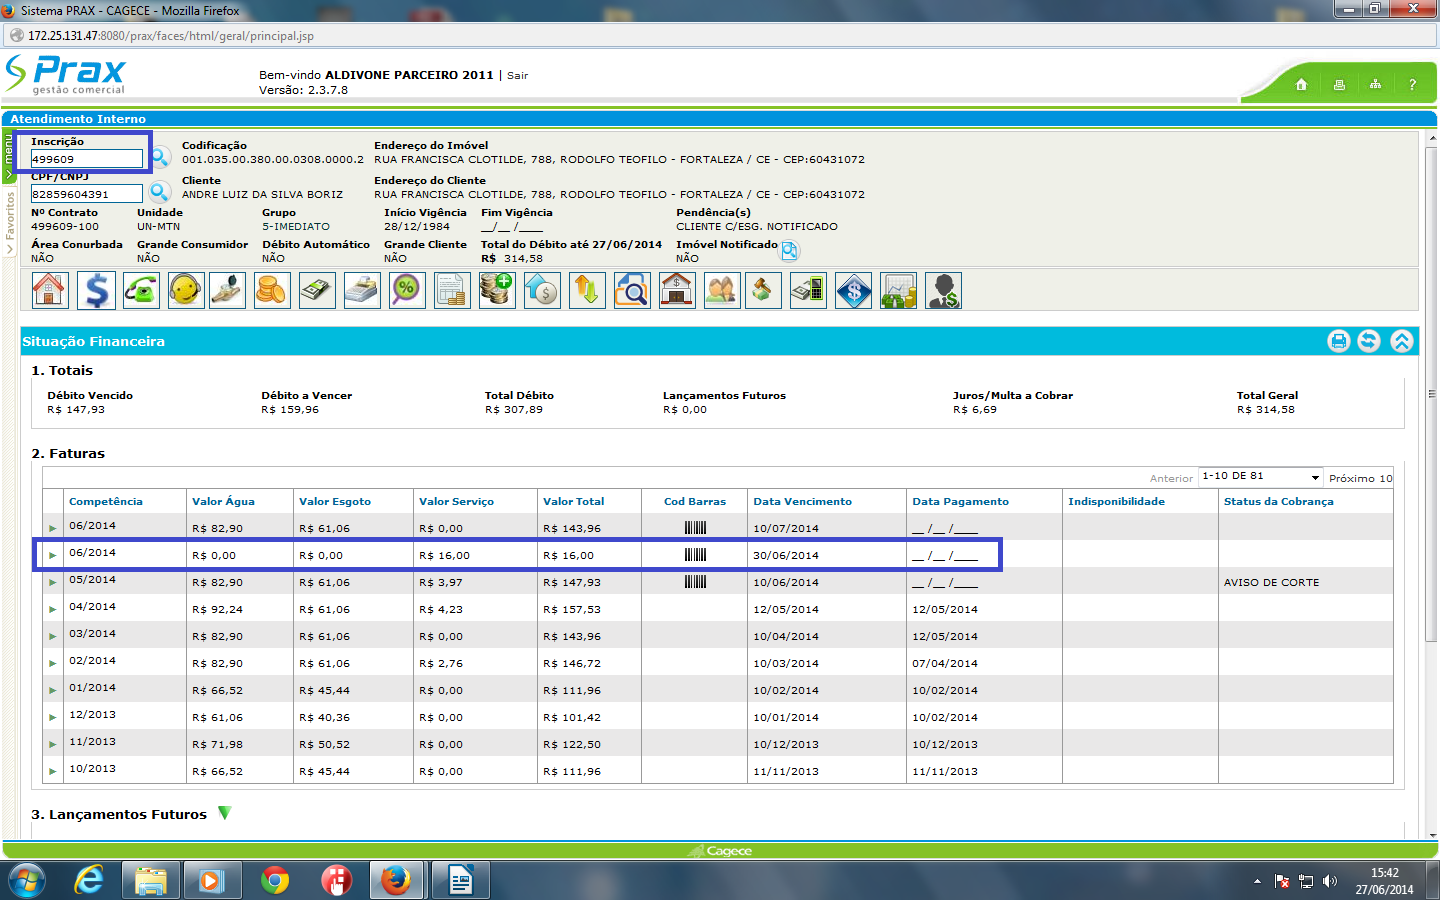 Sistema PRAX - CAGECE - Mozilla Firefox
172.25.131.47:8080/prax/faces/html/geral/principal.jsp
Prax
gestão comercial
Bem-vindo ALDIVONE PARCEIRO 2011 | Sair
Versão: 2.3.7.8
?
Atendimento Interno
menu
Favoritos
Inscrição Codificação Endereço do Imóvel
499609 001.035.00.380.00.0308.0000.2 RUA FRANCISCA CLOTILDE, 788, RODOLFO TEOFILO - FORTALEZA / CE - CEP:60431072
CPF/CNPJ Cliente Endereço do Cliente
82859604391 ANDRE LUIZ DA SILVA BORIZ RUA FRANCISCA CLOTILDE, 788, RODOLFO TEOFILO - FORTALEZA / CE - CEP:60431072
Nº Contrato Unidade Grupo Início Vigência Fim Vigência Pendência(s)
499609-100 UN-MTN 5-IMEDIATO 28/12/1984 __/__ /____ CLIENTE C/ESG. NOTIFICADO
Área Conurbada Grande Consumidor Débito Automático Grande Cliente Total do Débito até 27/06/2014 Imóvel Notificado
NÃO NÃO NÃO NÃO R$ 314,58 NÃO
Situação Financeira
1. Totais
Débito Vencido Débito a Vencer Total Débito Lançamentos Futuros Juros/Multa a Cobrar Total Geral
R$ 147,93 R$ 159,96 R$ 307,89 R$ 0,00 R$ 6,69 R$ 314,58
2. Faturas
Anterior 1-10 DE 81 Próximo 10
Competência Valor Água Valor Esgoto Valor Serviço Valor Total Cod Barras Data Vencimento Data Pagamento Indisponibilidade Status da Cobrança
06/2014 R$ 82,90 R$ 61,06 R$ 0,00 R$ 143,96 10/07/2014 __ /__ /____
06/2014 R$ 0,00 R$ 0,00 R$ 16,00 R$ 16,00 30/06/2014 __ /__ /____
05/2014 R$ 82,90 R$ 61,06 R$ 3,97 R$ 147,93 10/06/2014 __ /__ /____ AVISO DE CORTE
04/2014 R$ 92,24 R$ 61,06 R$ 4,23 R$ 157,53 12/05/2014 12/05/2014
03/2014 R$ 82,90 R$ 61,06 R$ 0,00 R$ 143,96 10/04/2014 12/05/2014
02/2014 R$ 82,90 R$ 61,06 R$ 2,76 R$ 146,72 10/03/2014 07/04/2014
01/2014 R$ 66,52 R$ 45,44 R$ 0,00 R$ 111,96 10/02/2014 10/02/2014
12/2013 R$ 61,06 R$ 40,36 R$ 0,00 R$ 101,42 10/01/2014 10/02/2014
11/2013 R$ 71,98 R$ 50,52 R$ 0,00 R$ 122,50 10/12/2013 10/12/2013
10/2013 R$ 66,52 R$ 45,44 R$ 0,00 R$ 111,96 11/11/2013 11/11/2013
3. Lançamentos Futuros
Cagece
15:42
27/06/2014